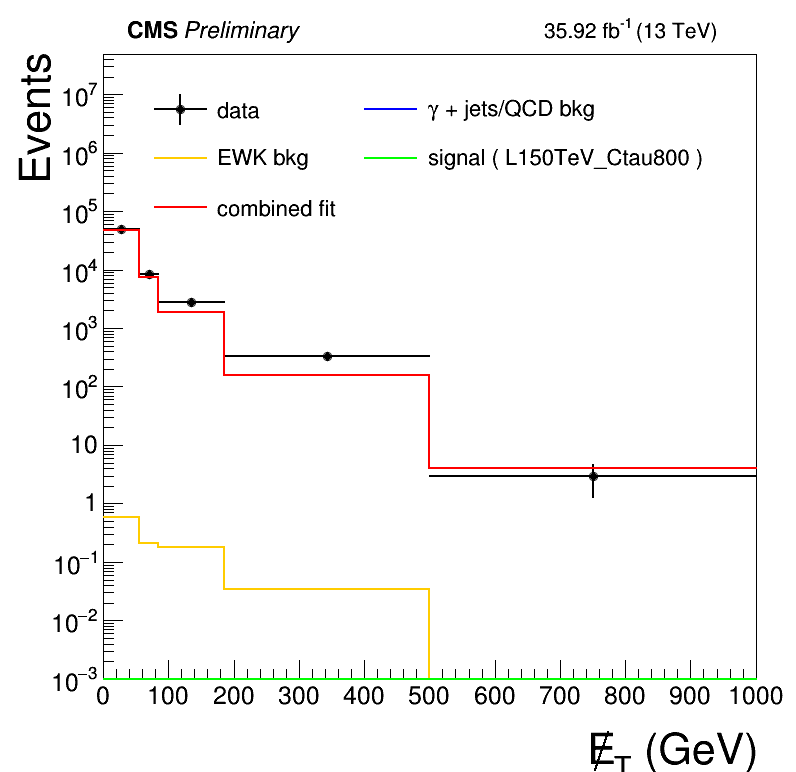 CMS Preliminary 35.92 fb⁻¹ (13 TeV)
Events
data
γ + jets/QCD bkg
EWK bkg
signal ( L150TeV_Ctau800 )
combined fit
10⁷
10⁶
10⁵
10⁴
10³
10²
10
1
10⁻¹
10⁻²
10⁻³
0 100 200 300 400 500 600 700 800 900 1000
E̸_T (GeV)